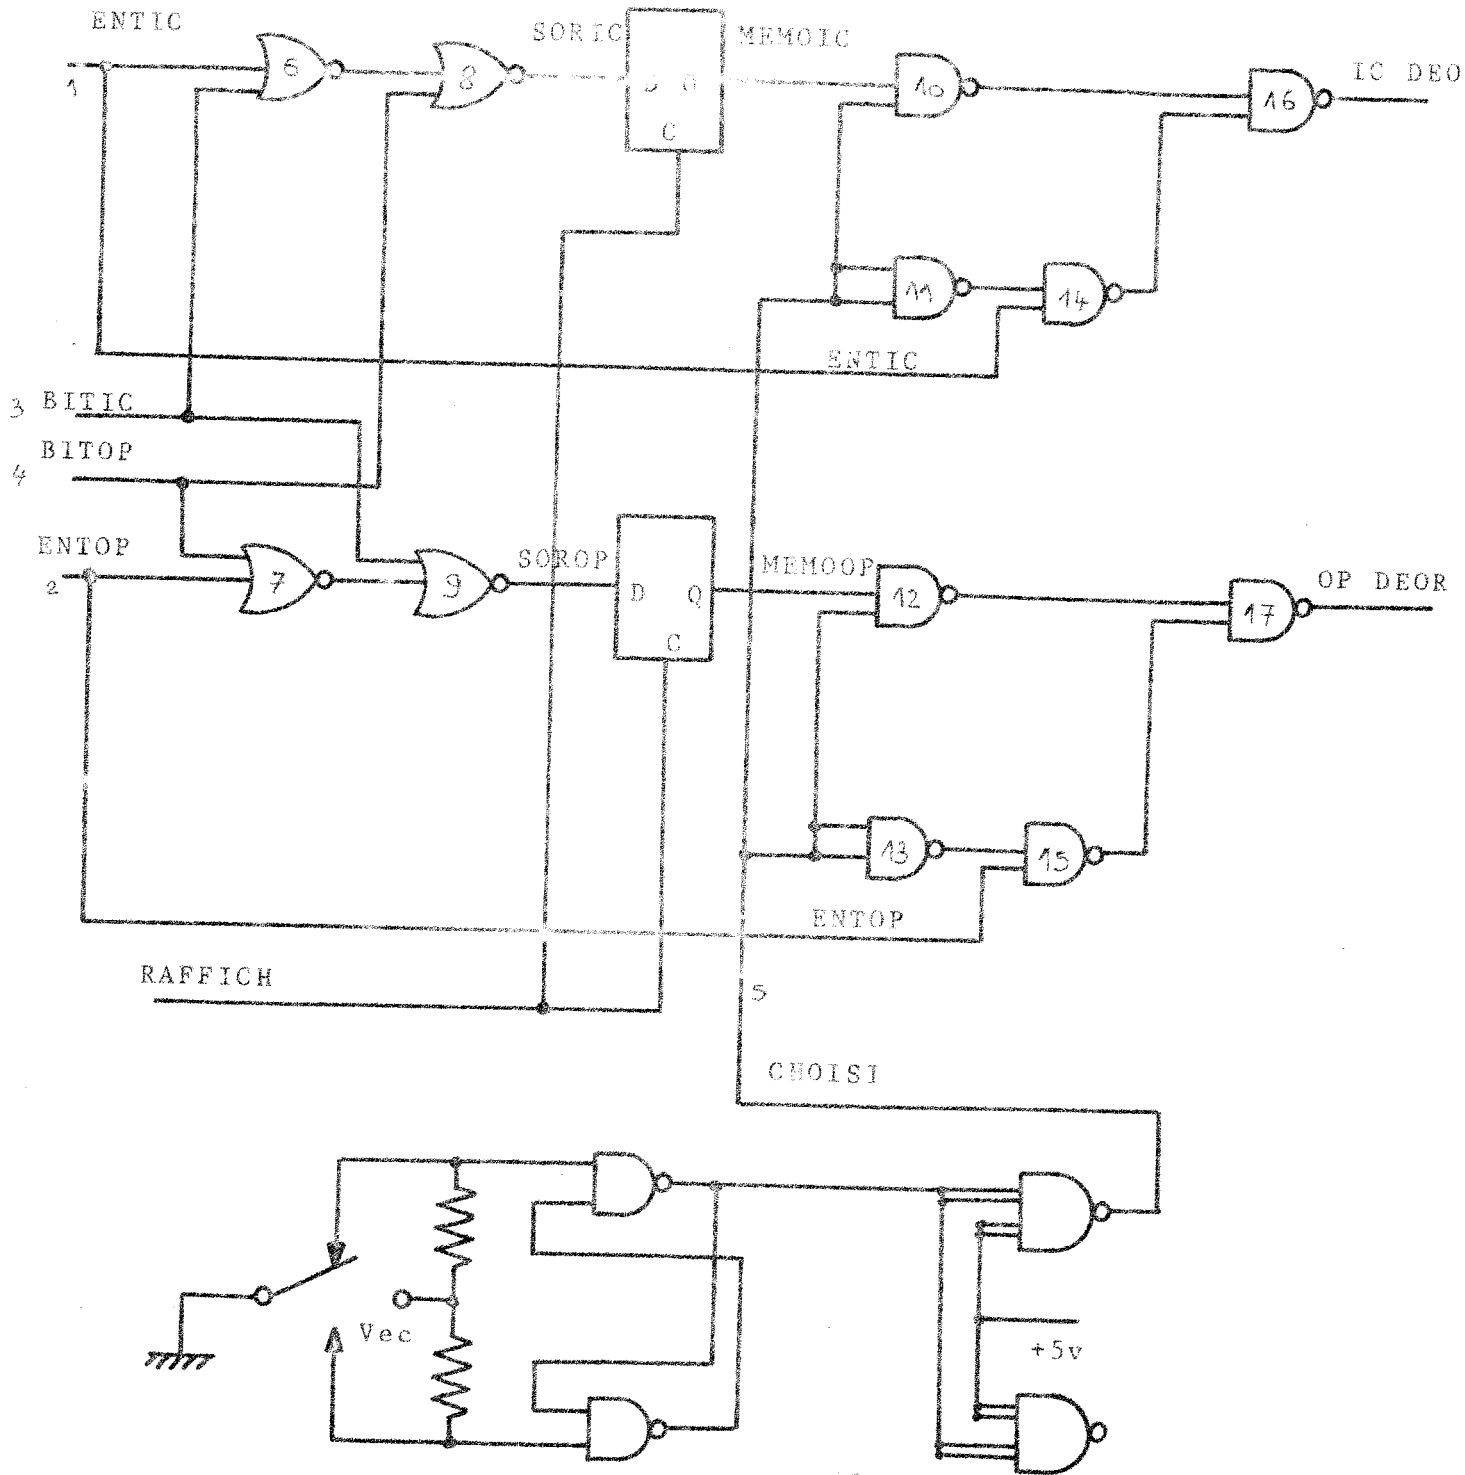 ENTIC
SORIC
MEMOIC
IC DEO
1
6
8
D Q
C
10
16
11
14
ENTIC
3 BITIC
4 BITOP
ENTOP
2
7
9
SOROP
D Q
C
MEMOOP
12
17
OP DEOR
13
15
ENTOP
RAFFICH
5
CHOISI
Vec
+5v